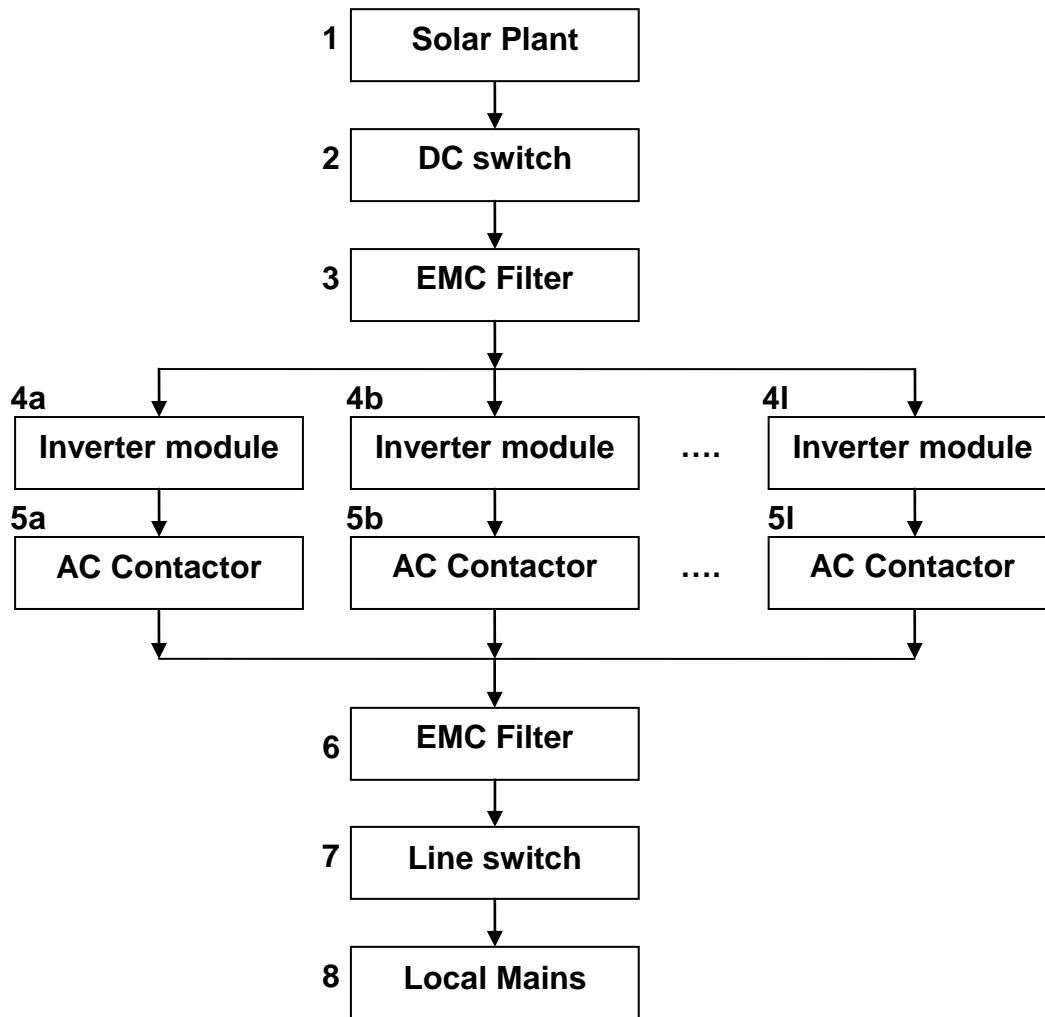 1 Solar Plant
2 DC switch
3 EMC Filter
4a 4b 4l
Inverter module Inverter module .... Inverter module
5a 5b 5l
AC Contactor AC Contactor .... AC Contactor
6 EMC Filter
7 Line switch
8 Local Mains